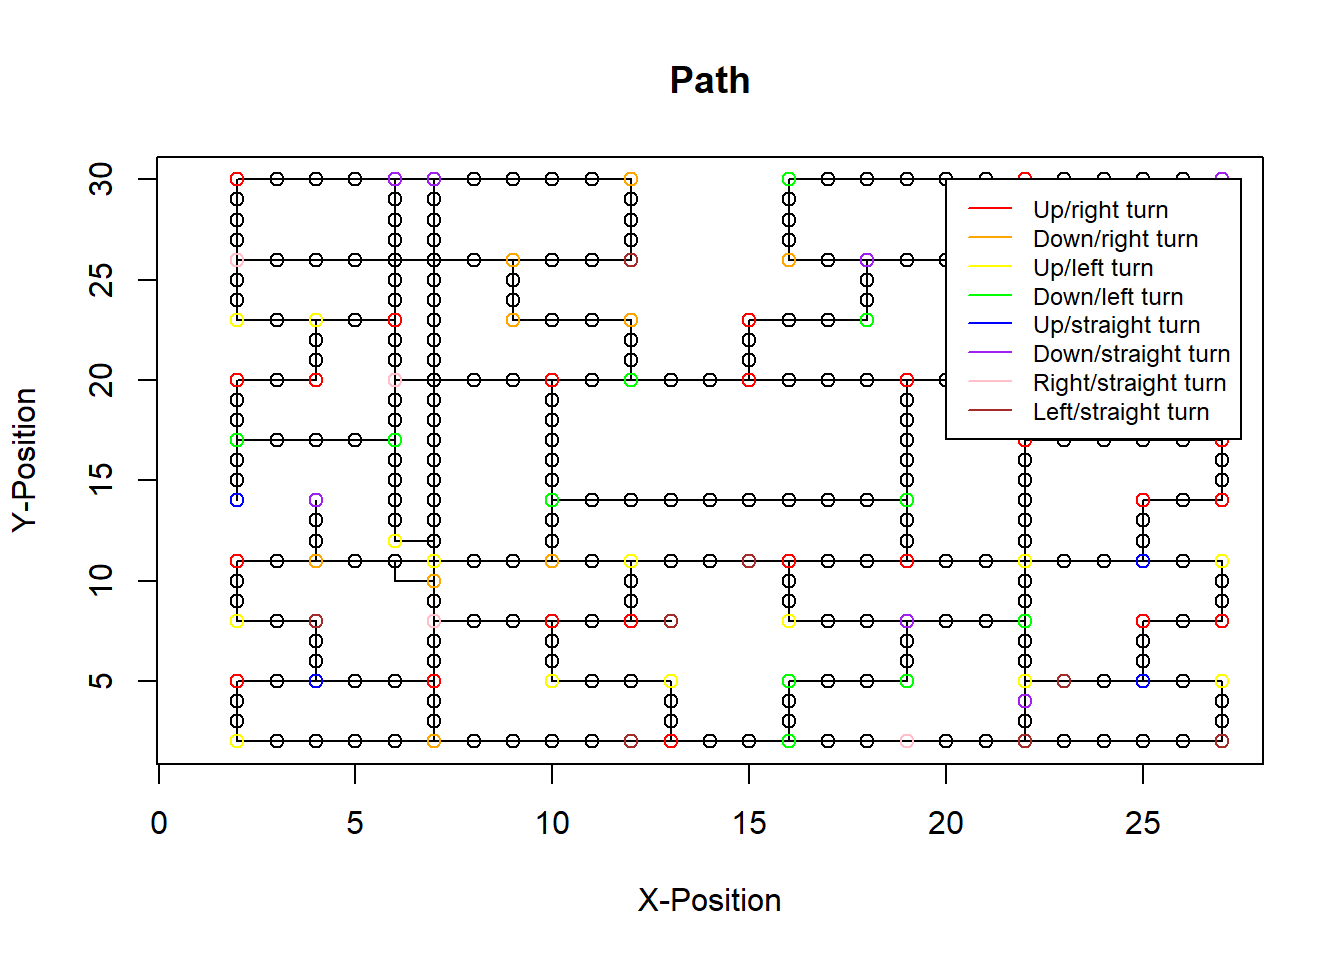 Path
30
25
20
15
10
5
Y-Position
Up/right turn
Down/right turn
Up/left turn
Down/left turn
Up/straight turn
Down/straight turn
Right/straight turn
Left/straight turn
0 5 10 15 20 25
X-Position